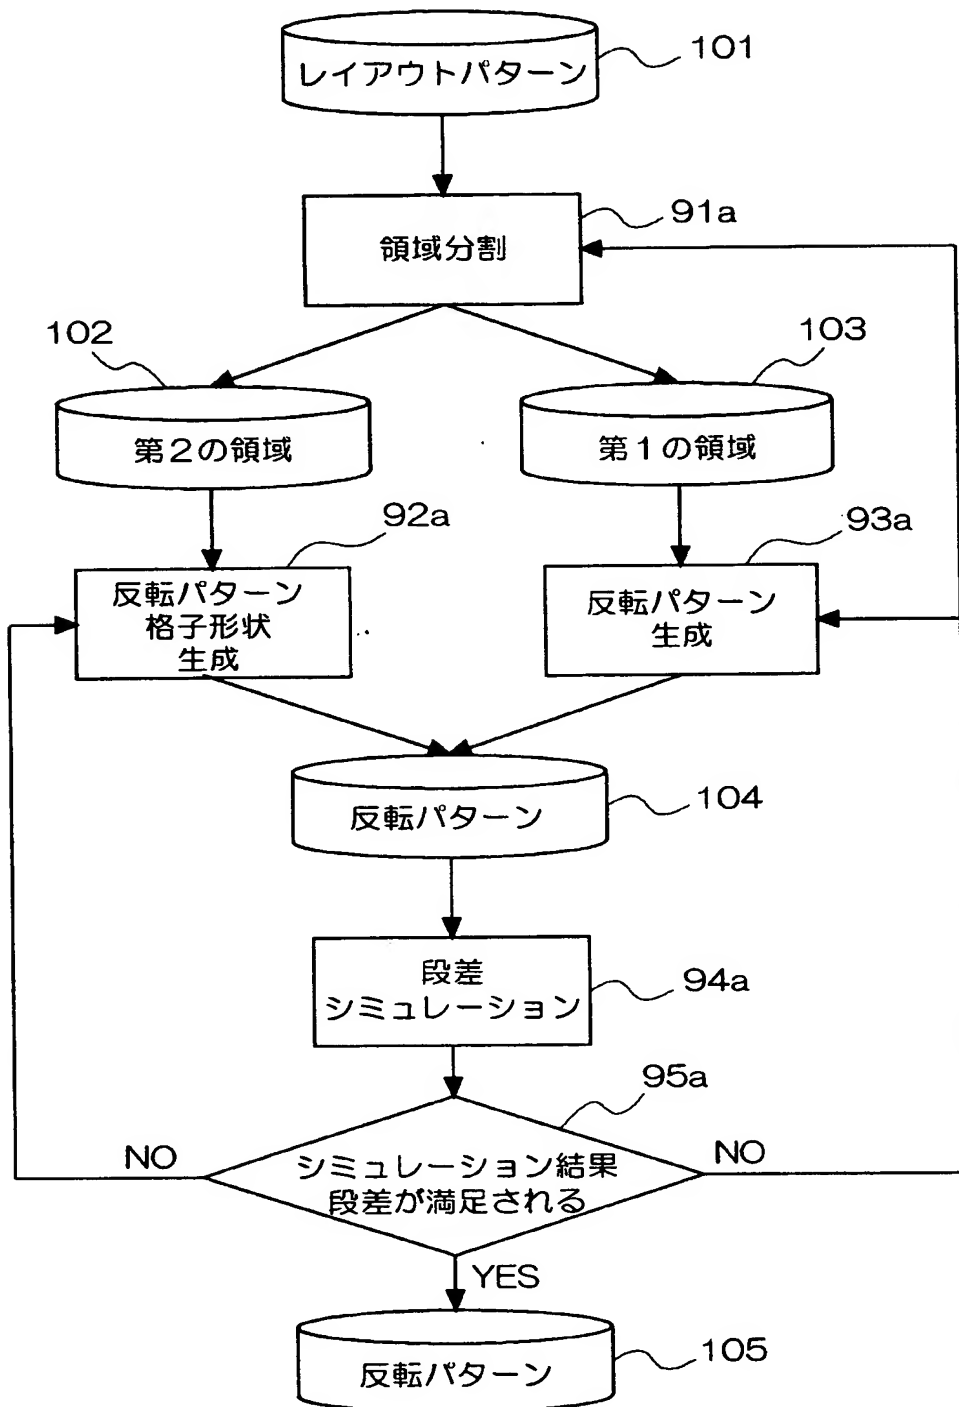 レイアウトパターン
101
領域分割
91a
102
103
第2の領域
第1の領域
92a
93a
反転パターン
格子形状
生成
反転パターン
生成
反転パターン
104
段差
シミュレーション
94a
95a
NO
シミュレーション結果
段差が満足される
NO
YES
反転パターン
105